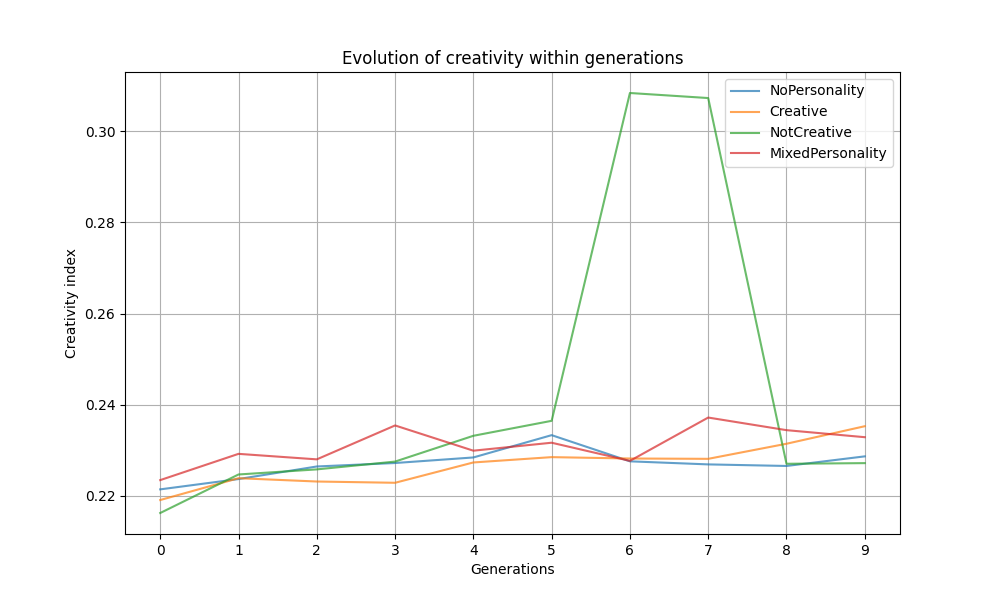 Evolution of creativity within generations
NoPersonality
Creative
NotCreative
MixedPersonality
0.30
0.28
0.26
0.24
0.22
Creativity index
0 1 2 3 4 5 6 7 8 9
Generations